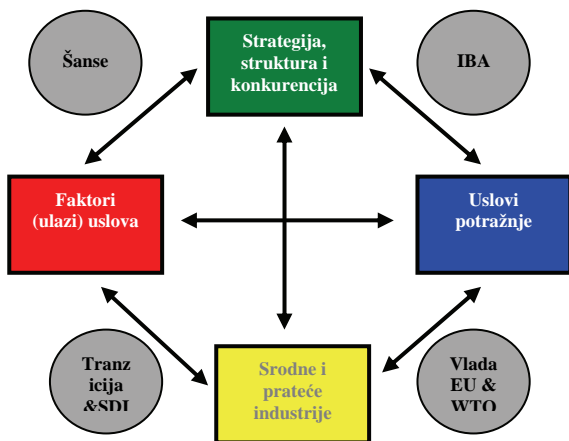 Šanse
Strategija,
struktura i
konkurencija
IBA
Faktori
(ulazi) uslova
Uslovi
potražnje
Tranz
icija
&SDI
Srodne i
prateće
industrije
Vlada
EU &
WTO